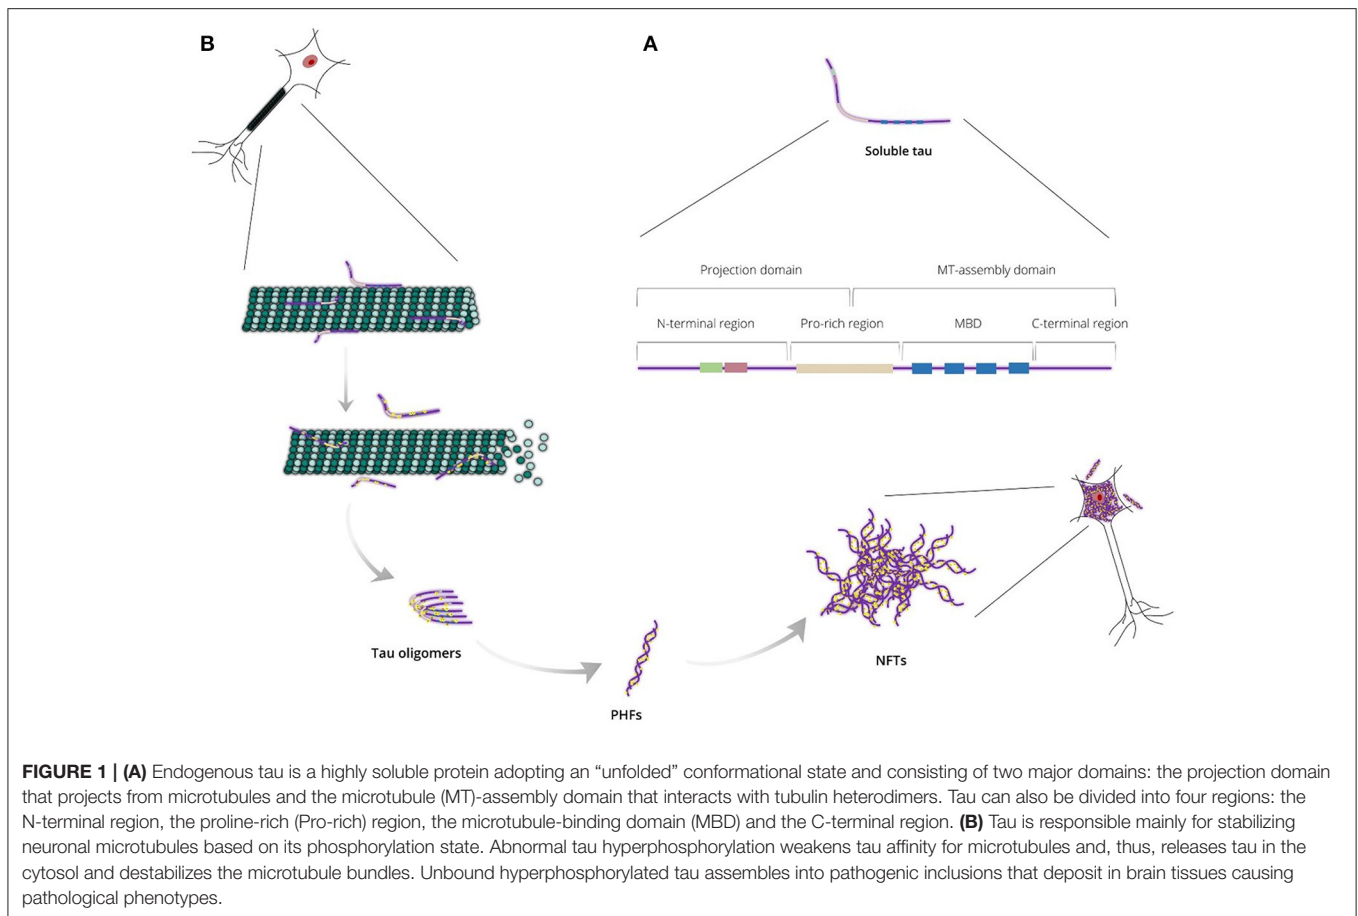 B
A
Soluble tau
Projection domain
MT-assembly domain
N-terminal region
Pro-rich region
MBD
C-terminal region
Tau oligomers
PHFs
NFTs
FIGURE 1 | (A) Endogenous tau is a highly soluble protein adopting an “unfolded” conformational state and consisting of two major domains: the projection domain
that projects from microtubules and the microtubule (MT)-assembly domain that interacts with tubulin heterodimers. Tau can also be divided into four regions: the
N-terminal region, the proline-rich (Pro-rich) region, the microtubule-binding domain (MBD) and the C-terminal region. (B) Tau is responsible mainly for stabilizing
neuronal microtubules based on its phosphorylation state. Abnormal tau hyperphosphorylation weakens tau affinity for microtubules and, thus, releases tau in the
cytosol and destabilizes the microtubule bundles. Unbound hyperphosphorylated tau assembles into pathogenic inclusions that deposit in brain tissues causing
pathological phenotypes.